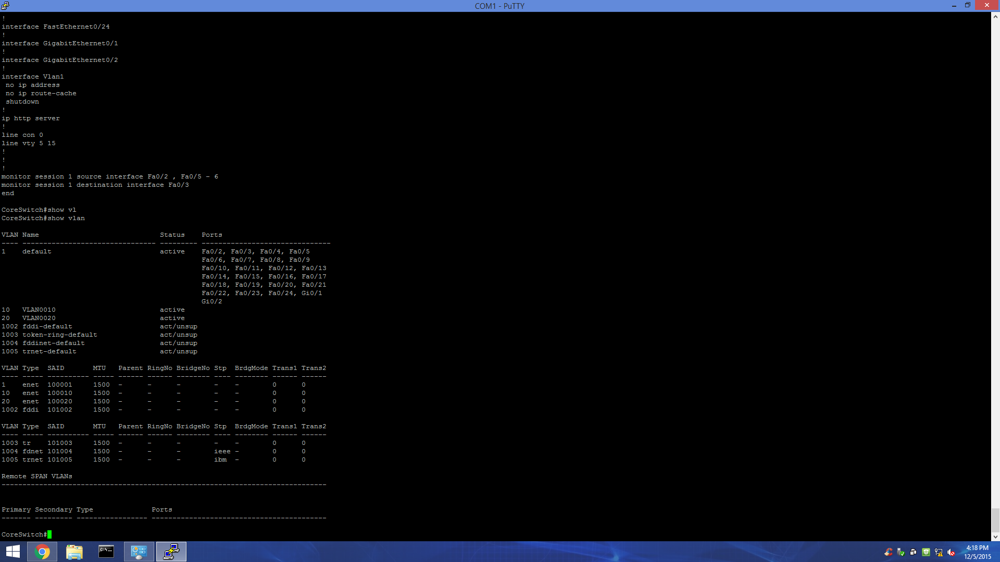 COM1 - PuTTY
!
interface FastEthernet0/24
!
interface GigabitEthernet0/1
!
interface GigabitEthernet0/2
!
interface Vlan1
 no ip address
 no ip route-cache
 shutdown
!
ip http server
!
line con 0
line vty 5 15
!
!
!
monitor session 1 source interface Fa0/2 , Fa0/5 - 6
monitor session 1 destination interface Fa0/3
end

CoreSwitch#show vl
CoreSwitch#show vlan

VLAN Name                             Status    Ports
---- -------------------------------- --------- -------------------------------
1    default                          active    Fa0/2, Fa0/3, Fa0/4, Fa0/5
                                                Fa0/6, Fa0/7, Fa0/8, Fa0/9
                                                Fa0/10, Fa0/11, Fa0/12, Fa0/13
                                                Fa0/14, Fa0/15, Fa0/16, Fa0/17
                                                Fa0/18, Fa0/19, Fa0/20, Fa0/21
                                                Fa0/22, Fa0/23, Fa0/24, Gi0/1
                                                Gi0/2
10   VLAN0010                         active
20   VLAN0020                         active
1002 fddi-default                     act/unsup
1003 token-ring-default               act/unsup
1004 fddinet-default                  act/unsup
1005 trnet-default                    act/unsup

VLAN Type  SAID       MTU   Parent RingNo BridgeNo Stp  BrdgMode Trans1 Trans2
---- ----- ---------- ----- ------ ------ -------- ---- -------- ------ ------
1    enet  100001     1500  -      -      -        -    -        0      0
10   enet  100010     1500  -      -      -        -    -        0      0
20   enet  100020     1500  -      -      -        -    -        0      0
1002 fddi  101002     1500  -      -      -        -    -        0      0

VLAN Type  SAID       MTU   Parent RingNo BridgeNo Stp  BrdgMode Trans1 Trans2
---- ----- ---------- ----- ------ ------ -------- ---- -------- ------ ------
1003 tr    101003     1500  -      -      -        -    -        0      0
1004 fdnet 101004     1500  -      -      -        ieee -        0      0
1005 trnet 101005     1500  -      -      -        ibm  -        0      0

Remote SPAN VLANs
------------------------------------------------------------------------------

Primary Secondary Type              Ports
------- --------- ----------------- ------------------------------------------

CoreSwitch#
C:\_
4:18 PM
12/5/2015